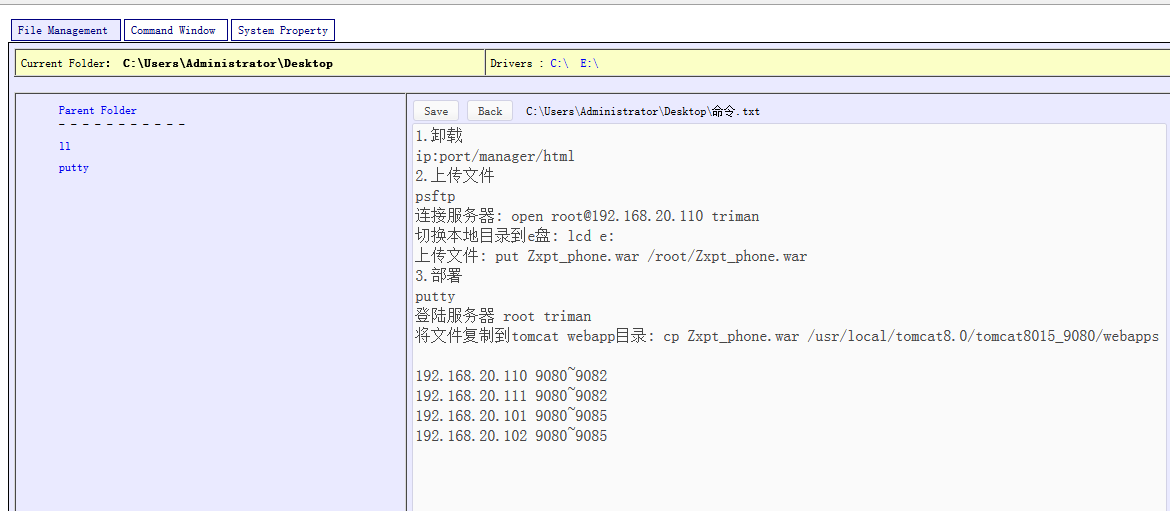 File Management Command Window System Property
Current Folder: C:\Users\Administrator\Desktop Drivers : C:\ E:\
Parent Folder
- - - - - - - - - - -
ll
putty
Save Back C:\Users\Administrator\Desktop\命令.txt
1.卸载
ip:port/manager/html
2.上传文件
psftp
连接服务器: open root@192.168.20.110 triman
切换本地目录到e盘: lcd e:
上传文件: put Zxpt_phone.war /root/Zxpt_phone.war
3.部署
putty
登陆服务器 root triman
将文件复制到tomcat webapp目录: cp Zxpt_phone.war /usr/local/tomcat8.0/tomcat8015_9080/webapps
192.168.20.110 9080~9082
192.168.20.111 9080~9082
192.168.20.101 9080~9085
192.168.20.102 9080~9085